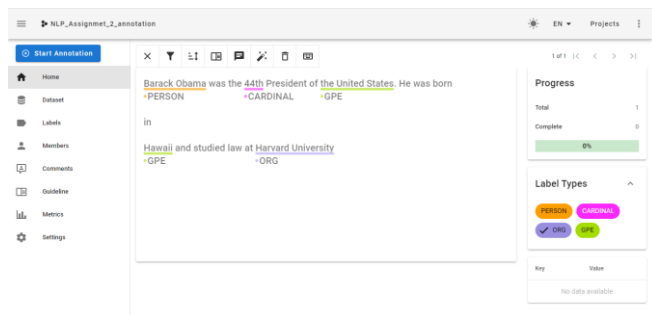 NLP_Assignmet_2_annotation
EN
Projects
Start Annotation
Home
Dataset
Labels
Members
Comments
Guideline
Metrics
Settings
1 of 1
Barack Obama was the 44th President of the United States. He was born
•PERSON •CARDINAL •GPE
in
Hawaii and studied law at Harvard University
•GPE •ORG
Progress
Total 1
Complete 0
0%
Label Types
PERSON CARDINAL
ORG GPE
Key Value
No data available